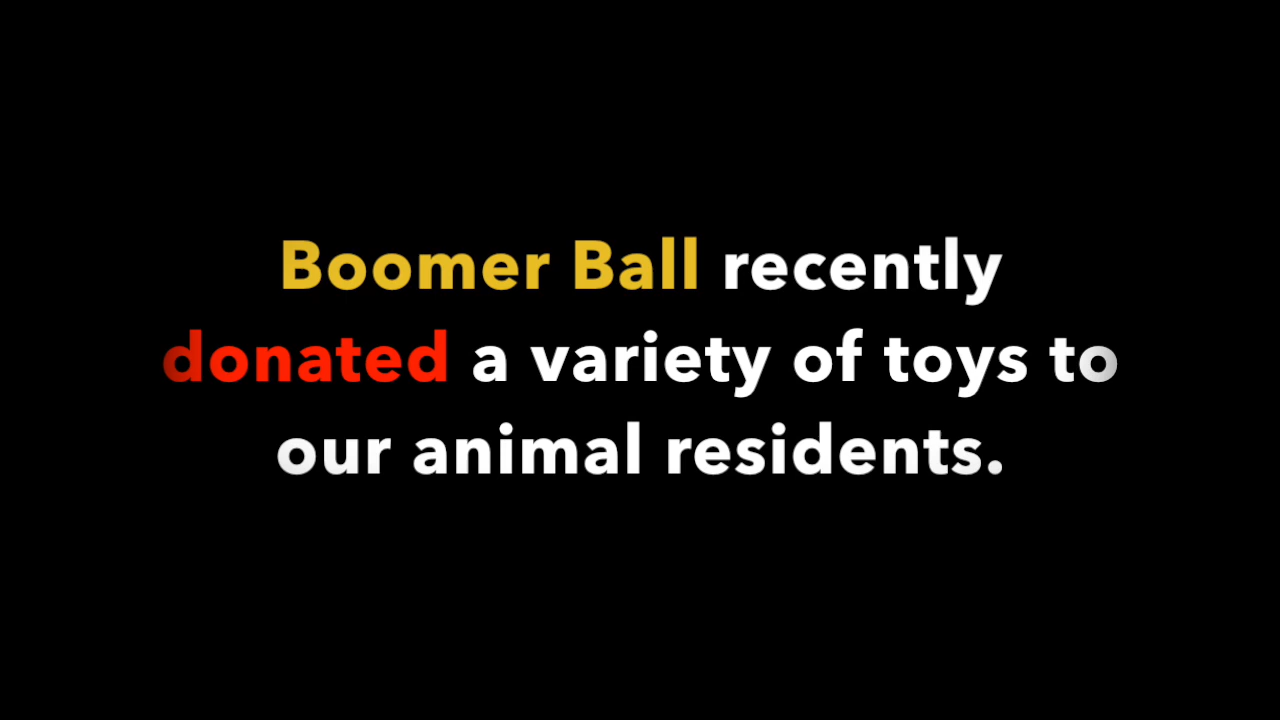 Boomer Ball recently
donated a variety of toys to
our animal residents.